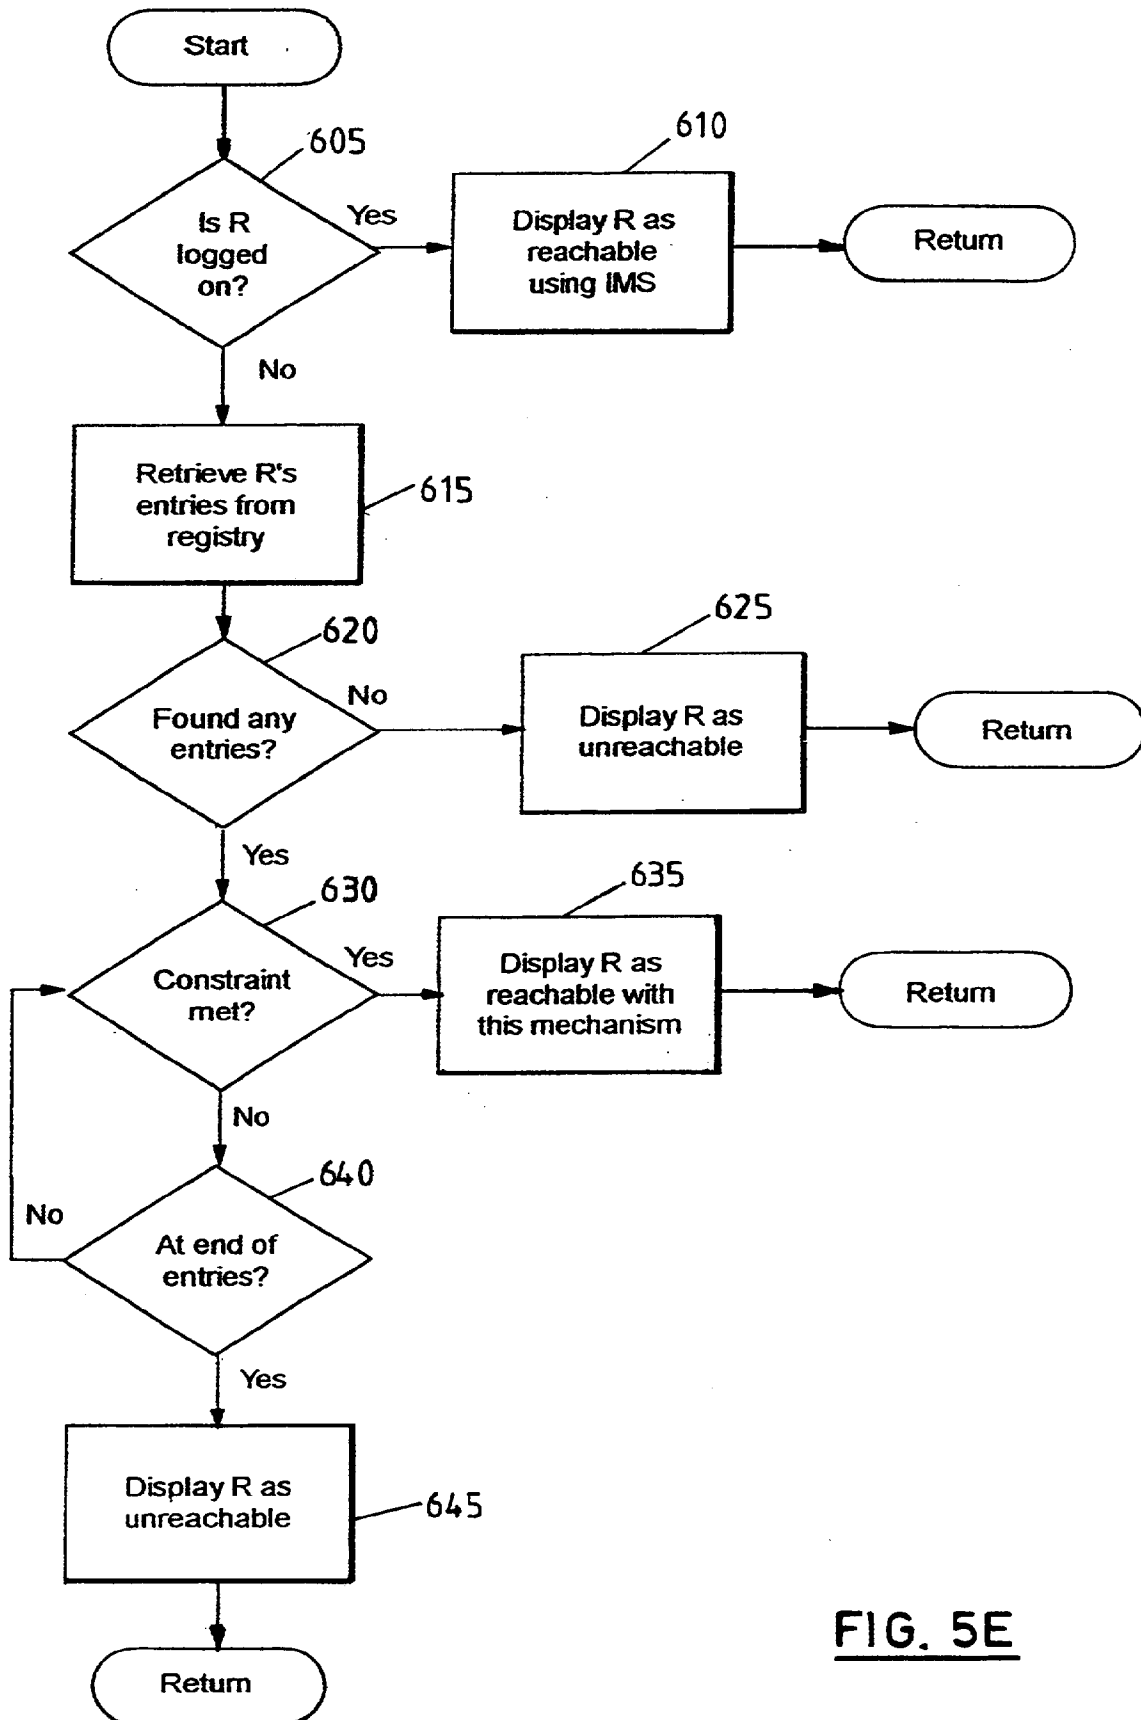 Start
605
Is R
logged
on?
Yes
610
Display R as
reachable
using IMS
Return
No
Retrieve R's
entries from
registry
615
620
Found any
entries?
No
625
Display R as
unreachable
Return
Yes
630
Constraint
met?
Yes
635
Display R as
reachable with
this mechanism
Return
No
640
At end of
entries?
No
Yes
Display R as
unreachable
645
Return
FIG. 5E